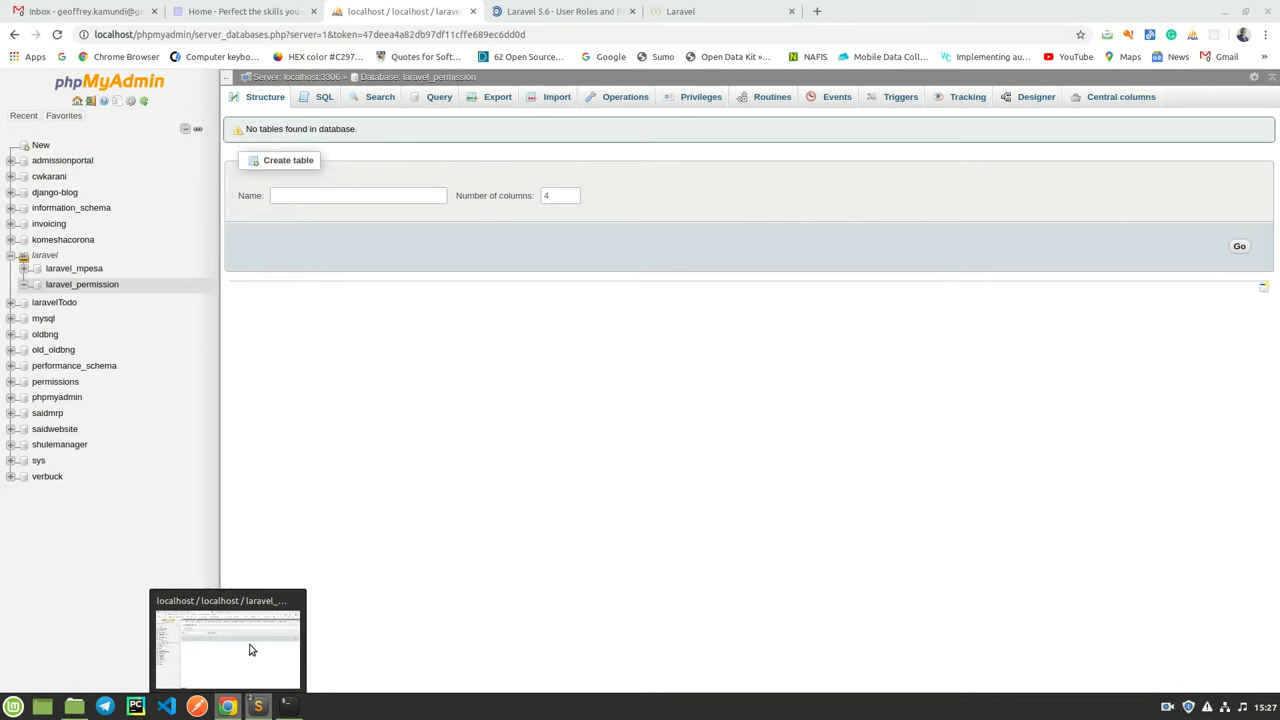 Inbox - geoffrey.kamundi@gm
Home - Perfect the skills you
localhost / localhost / laravel
Laravel 5.6 - User Roles and P
Laravel
localhost/phpmyadmin/server_databases.php?server=1&token=47deea4a82db97df11cffe689ec6dd0d
Apps
Chrome Browser
Computer keybo...
HEX color #C297...
Quotes for Softw...
62 Open Source...
Google
Sumo
Open Data Kit »...
NAFIS
Mobile Data Coll...
Implementing au...
YouTube
Maps
News
Gmail
phpMyAdmin
Recent
Favorites
New
admissionportal
cwkarani
django-blog
information_schema
invoicing
komeshacorona
laravel
laravel_mpesa
laravel_permission
laravelTodo
mysql
oldbng
old_oldbng
performance_schema
permissions
phpmyadmin
saidmrp
saidwebsite
shulemanager
sys
verbuck
Server: localhost:3306 » Database: laravel_permission
Structure
SQL
Search
Query
Export
Import
Operations
Privileges
Routines
Events
Triggers
Tracking
Designer
Central columns
No tables found in database.
Create table
Name:
Number of columns: 4
Go
localhost / localhost / laravel_...
2
15:27